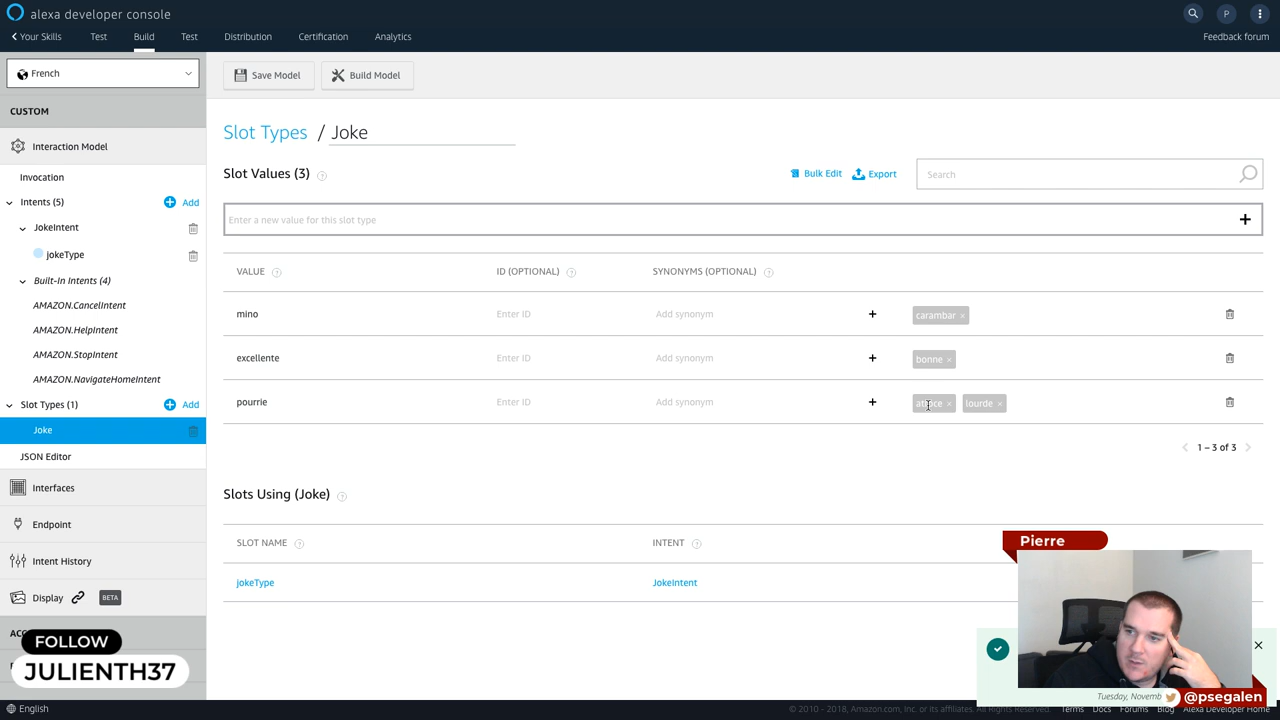 alexa developer console
P
Your Skills
Test
Build
Test
Distribution
Certification
Analytics
Feedback forum
French
Save Model
Build Model
CUSTOM
Interaction Model
Invocation
Intents (5)
Add
JokeIntent
jokeType
Built-In Intents (4)
AMAZON.CancelIntent
AMAZON.HelpIntent
AMAZON.StopIntent
AMAZON.NavigateHomeIntent
Slot Types (1)
Add
Joke
JSON Editor
Interfaces
Endpoint
Intent History
Display
BETA
Slot Types / Joke
Slot Values (3)
Bulk Edit
Export
Search
Enter a new value for this slot type
VALUE
ID (OPTIONAL)
SYNONYMS (OPTIONAL)
mino
Enter ID
Add synonym
carambar
excellente
Enter ID
Add synonym
bonne
pourrie
Enter ID
Add synonym
lourde
1 – 3 of 3
Slots Using (Joke)
SLOT NAME
INTENT
jokeType
JokeIntent
Pierre
FOLLOW
JULIENTH37
Tuesday, Novemb
@psegalen
English
© 2010 - 2018, Amazon.com, Inc. or its affiliates. All Rights Reserved.
Terms
Docs
Forums
Blog
Alexa Developer Home